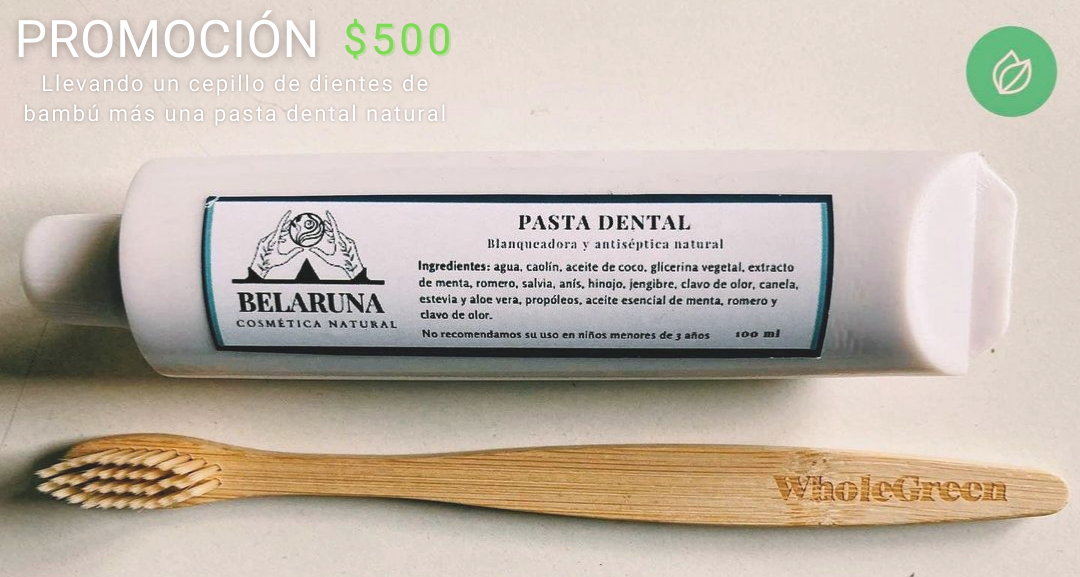 PROMOCIÓN $500
Llevando un cepillo de dientes de
bambú más una pasta dental natural
BELARUNA
COSMÉTICA NATURAL
PASTA DENTAL
Blanqueadora y antiséptica natural
Ingredientes: agua, caolín, aceite de coco, glicerina vegetal, extracto
de menta, romero, salvia, anís, hinojo, jengibre, clavo de olor, canela,
estevia y aloe vera, propóleos, aceite esencial de menta, romero y
clavo de olor.
No recomendamos su uso en niños menores de 3 años 100 ml
WholeGreen